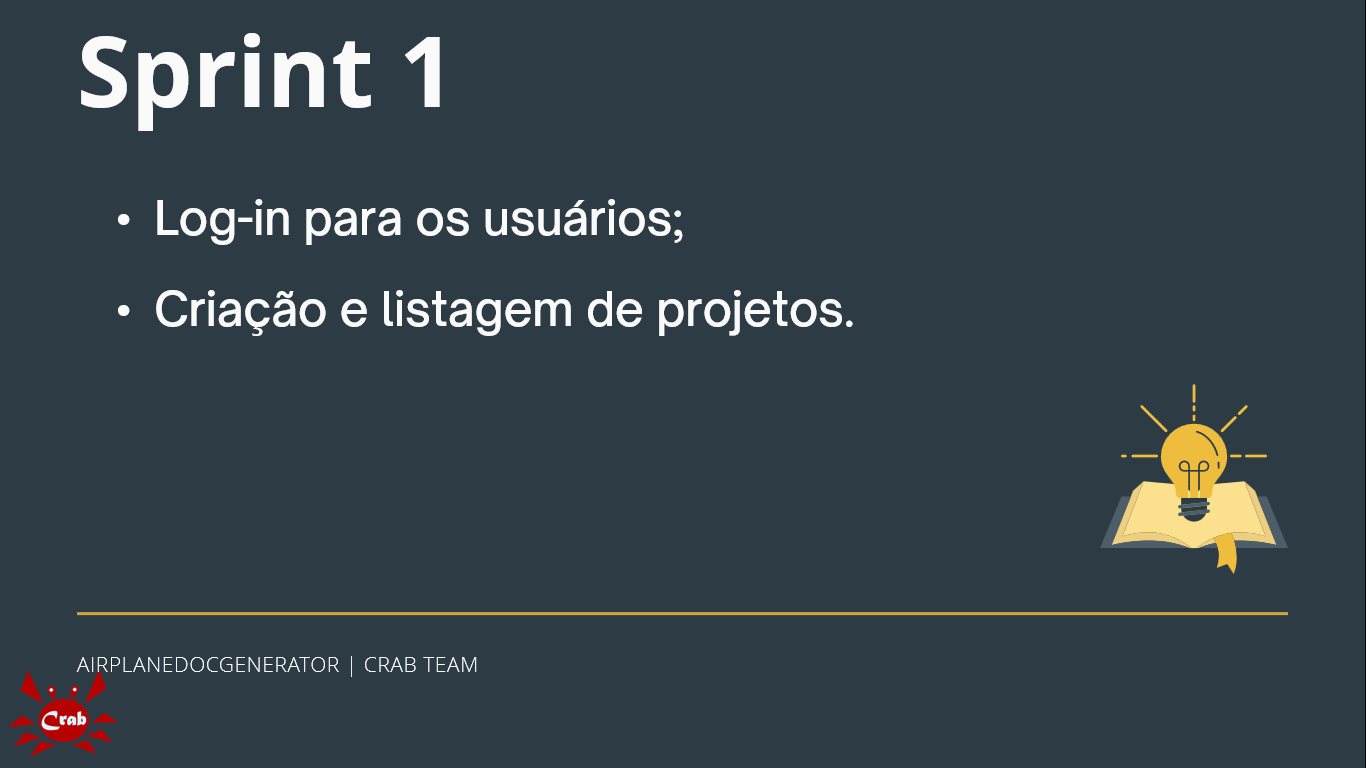 Sprint 1
• Log-in para os usuários;
• Criação e listagem de projetos.
AIRPLANEDOCGENERATOR | CRAB TEAM
Crab